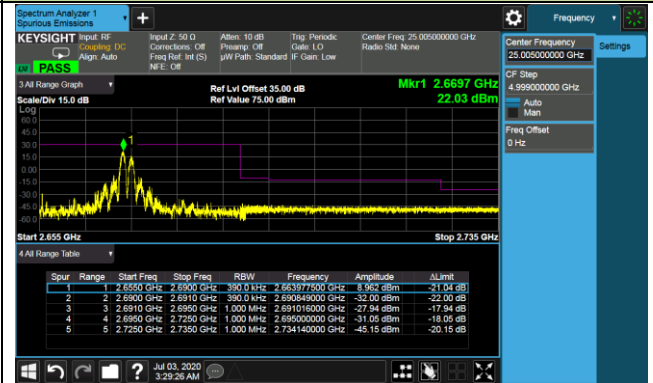 Spectrum Analyzer 1
Spurious Emissions
+
Frequency
KEYSIGHT Input: RF Input Z: 50 Ω Atten: 10 dB Trig: Periodic Center Freq: 25.005000000 GHz
Coupling: DC Corrections: Off Preamp: Off Gate: LO Radio Std: None
Align: Auto Freq Ref: Int (S) µW Path: Standard IF Gain: Low
NFE: Off
PASS
Center Frequency
25.005000000 GHz
Settings
CF Step
4.999000000 GHz
Auto
Man
Freq Offset
0 Hz
3 All Range Graph
Ref Lvl Offset 35.00 dB
Mkr1 2.6697 GHz
Scale/Div 15.0 dB
Ref Value 75.00 dBm
22.03 dBm
Log
60.0
45.0
30.0
15.0
0.00
-15.0
-30.0
-45.0
-60.0
1
Start 2.655 GHz
Stop 2.735 GHz
4 All Range Table
Spur Range Start Freq Stop Freq RBW Frequency Amplitude ΔLimit
1 1 2.6550 GHz 2.6900 GHz 390.0 kHz 2.663977500 GHz 8.962 dBm -21.04 dB
2 2 2.6900 GHz 2.6910 GHz 390.0 kHz 2.690849000 GHz -32.00 dBm -22.00 dB
3 3 2.6910 GHz 2.6950 GHz 1.000 MHz 2.691016000 GHz -27.94 dBm -17.94 dB
4 4 2.6950 GHz 2.7250 GHz 1.000 MHz 2.695000000 GHz -31.05 dBm -18.05 dB
5 5 2.7250 GHz 2.7350 GHz 1.000 MHz 2.734140000 GHz -45.15 dBm -20.15 dB
?
Jul 03, 2020
3:29:26 AM